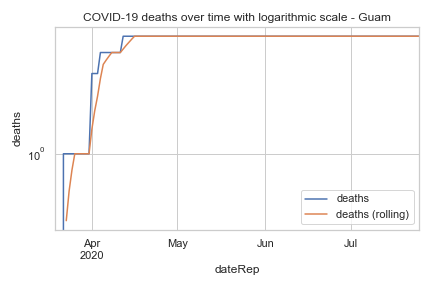 COVID-19 deaths over time with logarithmic scale - Guam
deaths
10⁰
deaths
deaths (rolling)
Apr
2020
May
Jun
Jul
dateRep